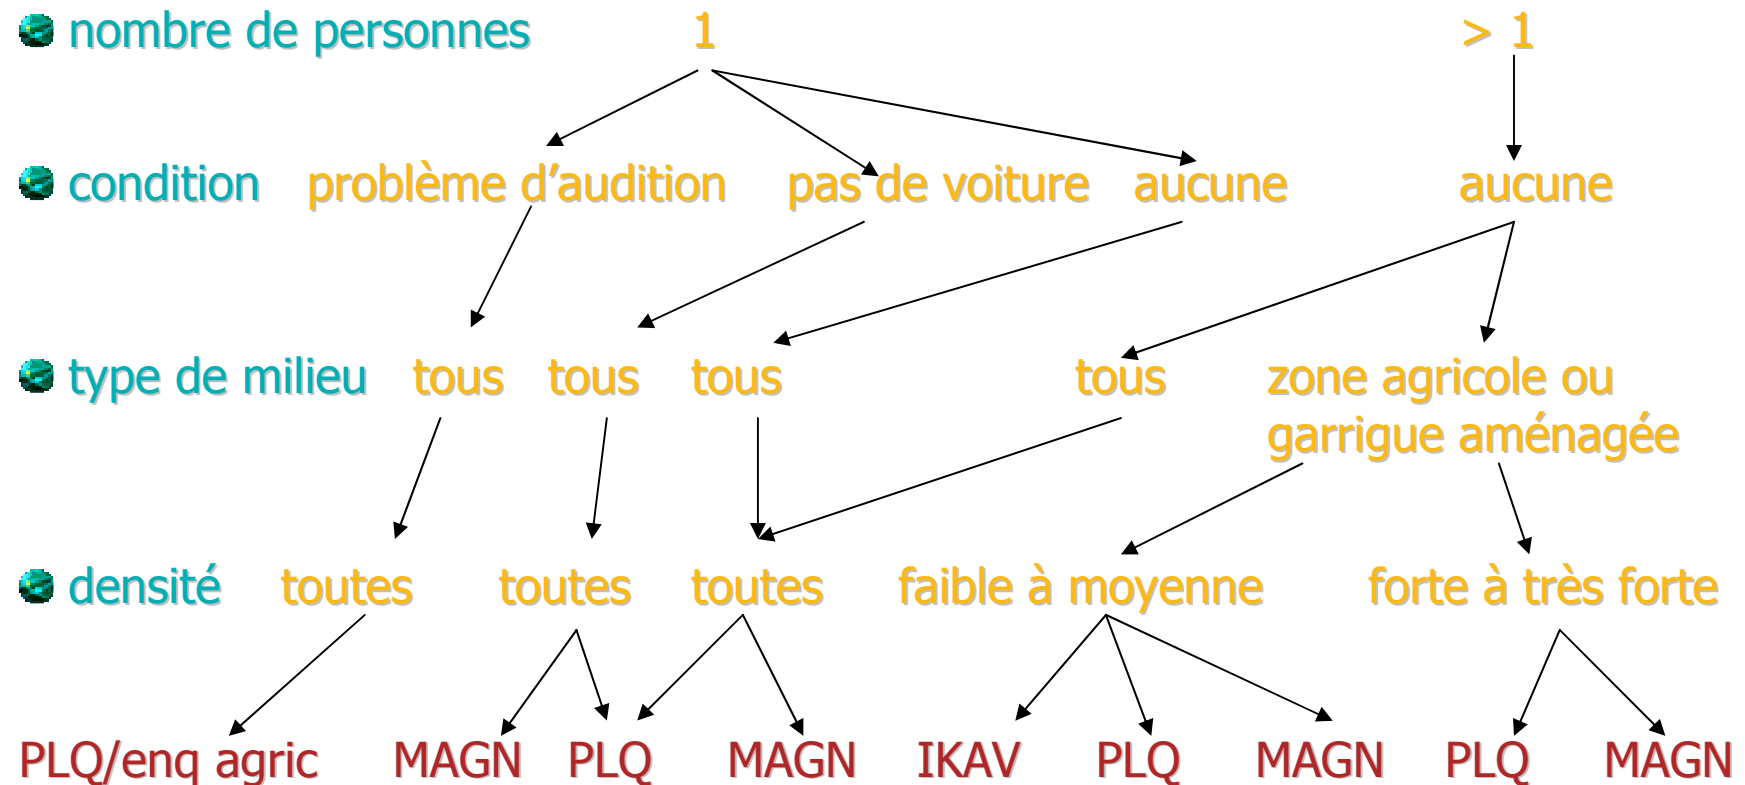 nombre de personnes 1 > 1
condition problème d'audition pas de voiture aucune aucune
type de milieu tous tous tous tous zone agricole ou
garrigue aménagée
densité toutes toutes toutes faible à moyenne forte à très forte
PLQ/enq agric MAGN PLQ MAGN IKAV PLQ MAGN PLQ MAGN